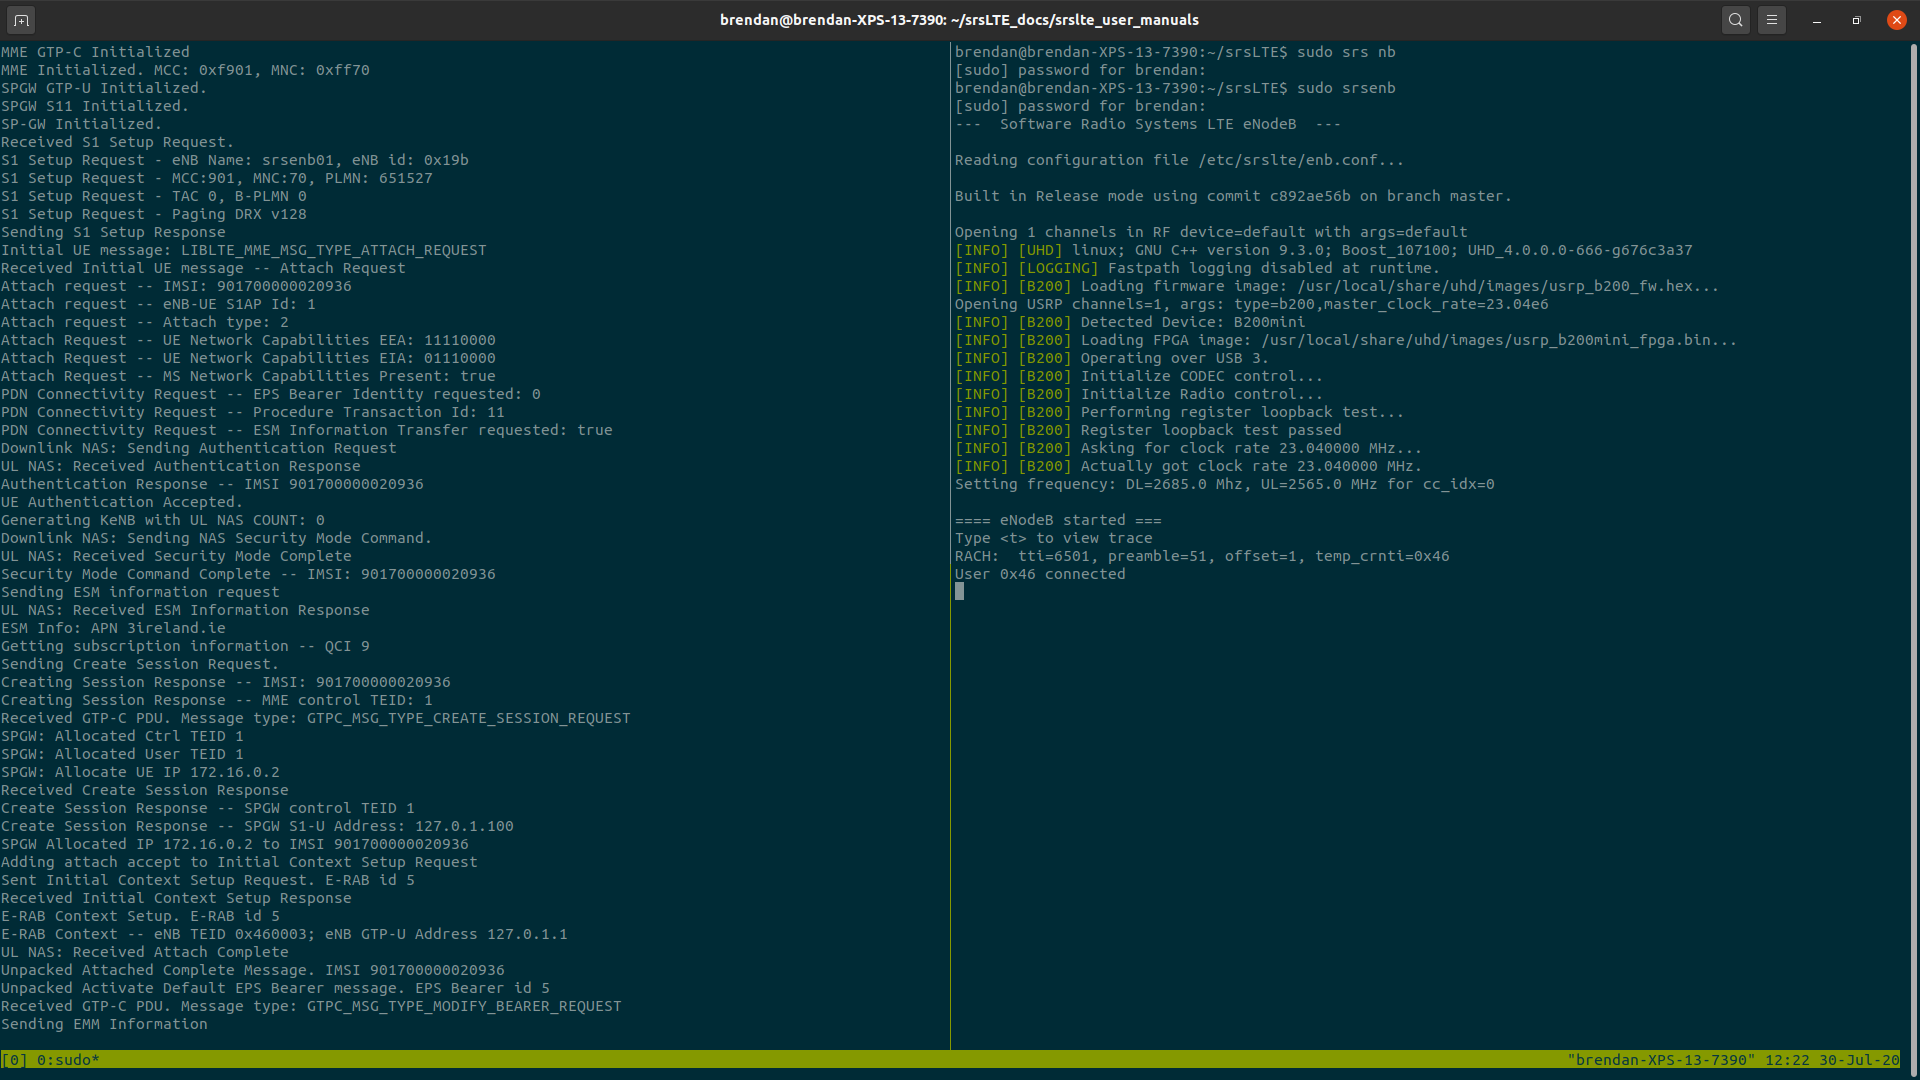 brendan@brendan-XPS-13-7390: ~/srsLTE_docs/srslte_user_manuals
MME GTP-C Initialized
MME Initialized. MCC: 0xf901, MNC: 0xff70
SPGW GTP-U Initialized.
SPGW S11 Initialized.
SP-GW Initialized.
Received S1 Setup Request.
S1 Setup Request - eNB Name: srsenb01, eNB id: 0x19b
S1 Setup Request - MCC:901, MNC:70, PLMN: 651527
S1 Setup Request - TAC 0, B-PLMN 0
S1 Setup Request - Paging DRX v128
Sending S1 Setup Response
Initial UE message: LIBLTE_MME_MSG_TYPE_ATTACH_REQUEST
Received Initial UE message -- Attach Request
Attach request -- IMSI: 901700000020936
Attach request -- eNB-UE S1AP Id: 1
Attach request -- Attach type: 2
Attach Request -- UE Network Capabilities EEA: 11110000
Attach Request -- UE Network Capabilities EIA: 01110000
Attach Request -- MS Network Capabilities Present: true
PDN Connectivity Request -- EPS Bearer Identity requested: 0
PDN Connectivity Request -- Procedure Transaction Id: 11
PDN Connectivity Request -- ESM Information Transfer requested: true
Downlink NAS: Sending Authentication Request
UL NAS: Received Authentication Response
Authentication Response -- IMSI 901700000020936
UE Authentication Accepted.
Generating KeNB with UL NAS COUNT: 0
Downlink NAS: Sending NAS Security Mode Command.
UL NAS: Received Security Mode Complete
Security Mode Command Complete -- IMSI: 901700000020936
Sending ESM information request
UL NAS: Received ESM Information Response
ESM Info: APN 3ireland.ie
Getting subscription information -- QCI 9
Sending Create Session Request.
Creating Session Response -- IMSI: 901700000020936
Creating Session Response -- MME control TEID: 1
Received GTP-C PDU. Message type: GTPC_MSG_TYPE_CREATE_SESSION_REQUEST
SPGW: Allocated Ctrl TEID 1
SPGW: Allocated User TEID 1
SPGW: Allocate UE IP 172.16.0.2
Received Create Session Response
Create Session Response -- SPGW control TEID 1
Create Session Response -- SPGW S1-U Address: 127.0.1.100
SPGW Allocated IP 172.16.0.2 to IMSI 901700000020936
Adding attach accept to Initial Context Setup Request
Sent Initial Context Setup Request. E-RAB id 5
Received Initial Context Setup Response
E-RAB Context Setup. E-RAB id 5
E-RAB Context -- eNB TEID 0x460003; eNB GTP-U Address 127.0.1.1
UL NAS: Received Attach Complete
Unpacked Attached Complete Message. IMSI 901700000020936
Unpacked Activate Default EPS Bearer message. EPS Bearer id 5
Received GTP-C PDU. Message type: GTPC_MSG_TYPE_MODIFY_BEARER_REQUEST
Sending EMM Information
brendan@brendan-XPS-13-7390:~/srsLTE$ sudo srs nb
[sudo] password for brendan:
brendan@brendan-XPS-13-7390:~/srsLTE$ sudo srsenb
[sudo] password for brendan:
---  Software Radio Systems LTE eNodeB  ---
Reading configuration file /etc/srslte/enb.conf...
Built in Release mode using commit c892ae56b on branch master.
Opening 1 channels in RF device=default with args=default
[INFO] [UHD] linux; GNU C++ version 9.3.0; Boost_107100; UHD_4.0.0.0-666-g676c3a37
[INFO] [LOGGING] Fastpath logging disabled at runtime.
[INFO] [B200] Loading firmware image: /usr/local/share/uhd/images/usrp_b200_fw.hex...
Opening USRP channels=1, args: type=b200,master_clock_rate=23.04e6
[INFO] [B200] Detected Device: B200mini
[INFO] [B200] Loading FPGA image: /usr/local/share/uhd/images/usrp_b200mini_fpga.bin...
[INFO] [B200] Operating over USB 3.
[INFO] [B200] Initialize CODEC control...
[INFO] [B200] Initialize Radio control...
[INFO] [B200] Performing register loopback test...
[INFO] [B200] Register loopback test passed
[INFO] [B200] Asking for clock rate 23.040000 MHz...
[INFO] [B200] Actually got clock rate 23.040000 MHz.
Setting frequency: DL=2685.0 Mhz, UL=2565.0 MHz for cc_idx=0
==== eNodeB started ===
Type <t> to view trace
RACH:  tti=6501, preamble=51, offset=1, temp_crnti=0x46
User 0x46 connected
[0] 0:sudo*
"brendan-XPS-13-7390" 12:22 30-Jul-20